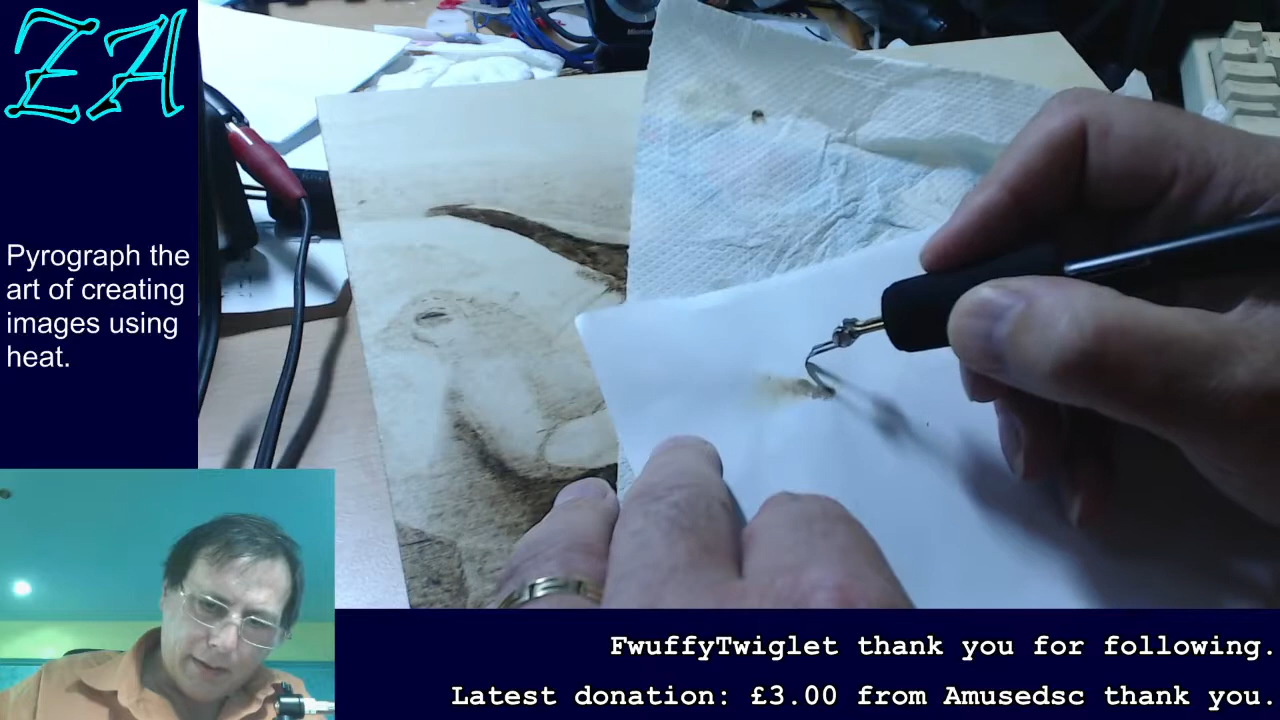 ZA
Pyrograph the
art of creating
images using
heat.
FwuffyTwiglet thank you for following.
Latest donation: £3.00 from Amusedsc thank you.